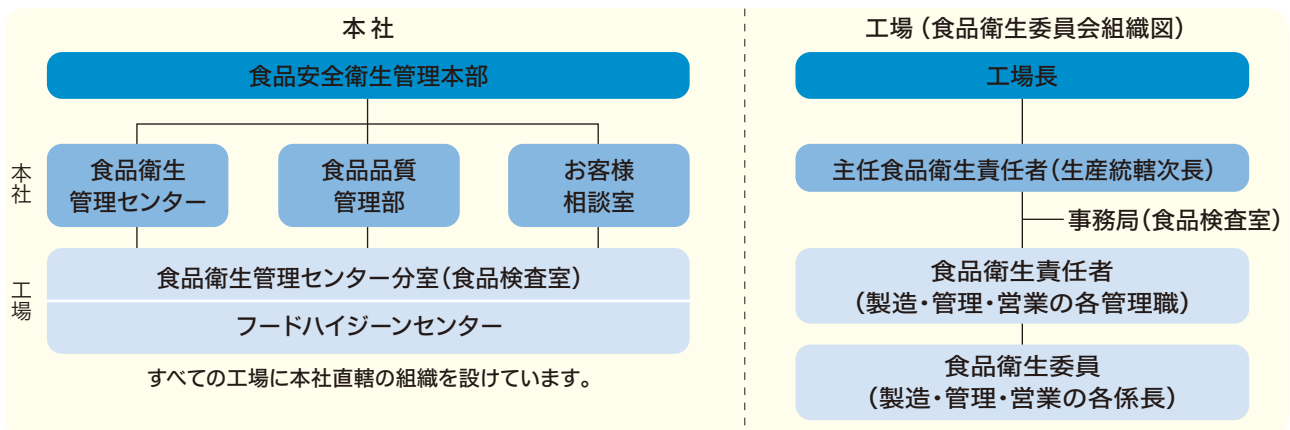 本社
食品安全衛生管理本部
本社
食品衛生
管理センター
食品品質
管理部
お客様
相談室
工場
食品衛生管理センター分室(食品検査室)
フードハイジーンセンター
すべての工場に本社直轄の組織を設けています。
工場(食品衛生委員会組織図)
工場長
主任食品衛生責任者(生産統轄次長)
事務局(食品検査室)
食品衛生責任者
(製造・管理・営業の各管理職)
食品衛生委員
(製造・管理・営業の各係長)